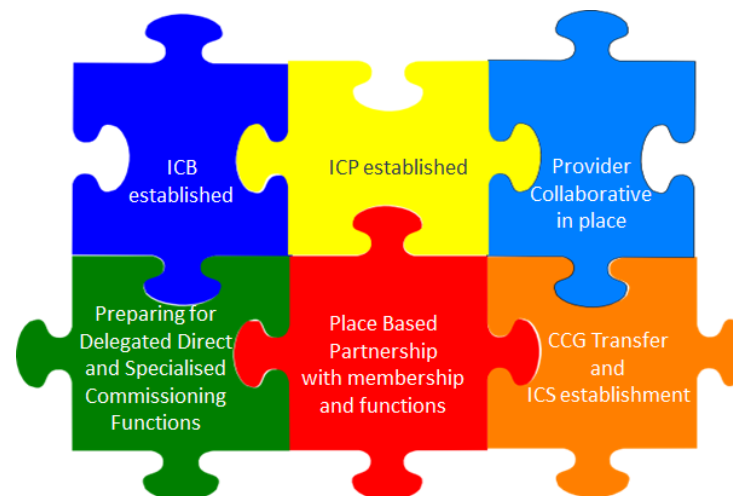 ICB
established
ICP established
Provider
Collaborative
in place
Preparing for
Delegated Direct
and Specialised
Commissioning
Functions
Place Based
Partnership
with membership
and functions
CCG Transfer
and
ICS establishment